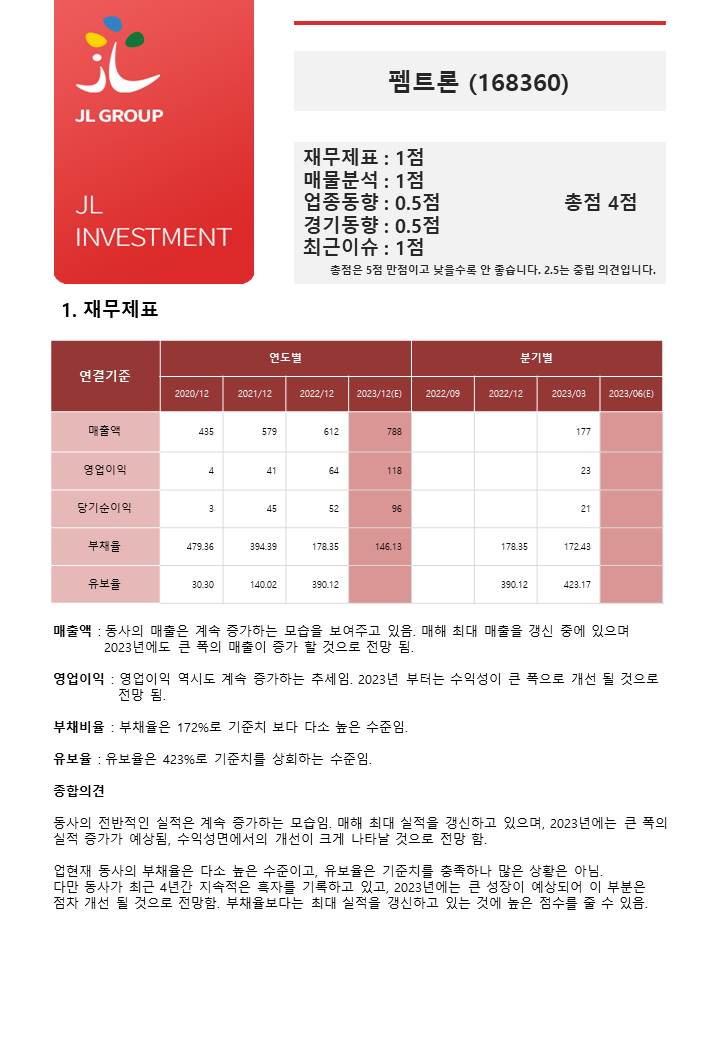 JL GROUP
JL
INVESTMENT
펨트론 (168360)
재무제표 : 1점
매물분석 : 1점
업종동향 : 0.5점 총점 4점
경기동향 : 0.5점
최근이슈 : 1점
총점은 5점 만점이고 낮을수록 안 좋습니다. 2.5는 중립 의견입니다.
1. 재무제표
연결기준 연도별 분기별
2020/12 2021/12 2022/12 2023/12(E) 2022/09 2022/12 2023/03 2023/06(E)
매출액 435 579 612 788 177
영업이익 4 41 64 118 23
당기순이익 3 45 52 96 21
부채율 479.36 394.39 178.35 146.13 178.35 172.43
유보율 30.30 140.02 390.12 390.12 423.17
매출액 : 동사의 매출은 계속 증가하는 모습을 보여주고 있음. 매해 최대 매출을 갱신 중에 있으며
2023년에도 큰 폭의 매출이 증가 할 것으로 전망 됨.
영업이익 : 영업이익 역시도 계속 증가하는 추세임. 2023년 부터는 수익성이 큰 폭으로 개선 될 것으로
전망 됨.
부채비율 : 부채율은 172%로 기준치 보다 다소 높은 수준임.
유보율 : 유보율은 423%로 기준치를 상회하는 수준임.
종합의견
동사의 전반적인 실적은 계속 증가하는 모습임. 매해 최대 실적을 갱신하고 있으며, 2023년에는 큰 폭의
실적 증가가 예상됨, 수익성면에서의 개선이 크게 나타날 것으로 전망 함.
업현재 동사의 부채율은 다소 높은 수준이고, 유보율은 기준치를 충족하나 많은 상황은 아님.
다만 동사가 최근 4년간 지속적은 흑자를 기록하고 있고, 2023년에는 큰 성장이 예상되어 이 부분은
점차 개선 될 것으로 전망함. 부채율보다는 최대 실적을 갱신하고 있는 것에 높은 점수를 줄 수 있음.